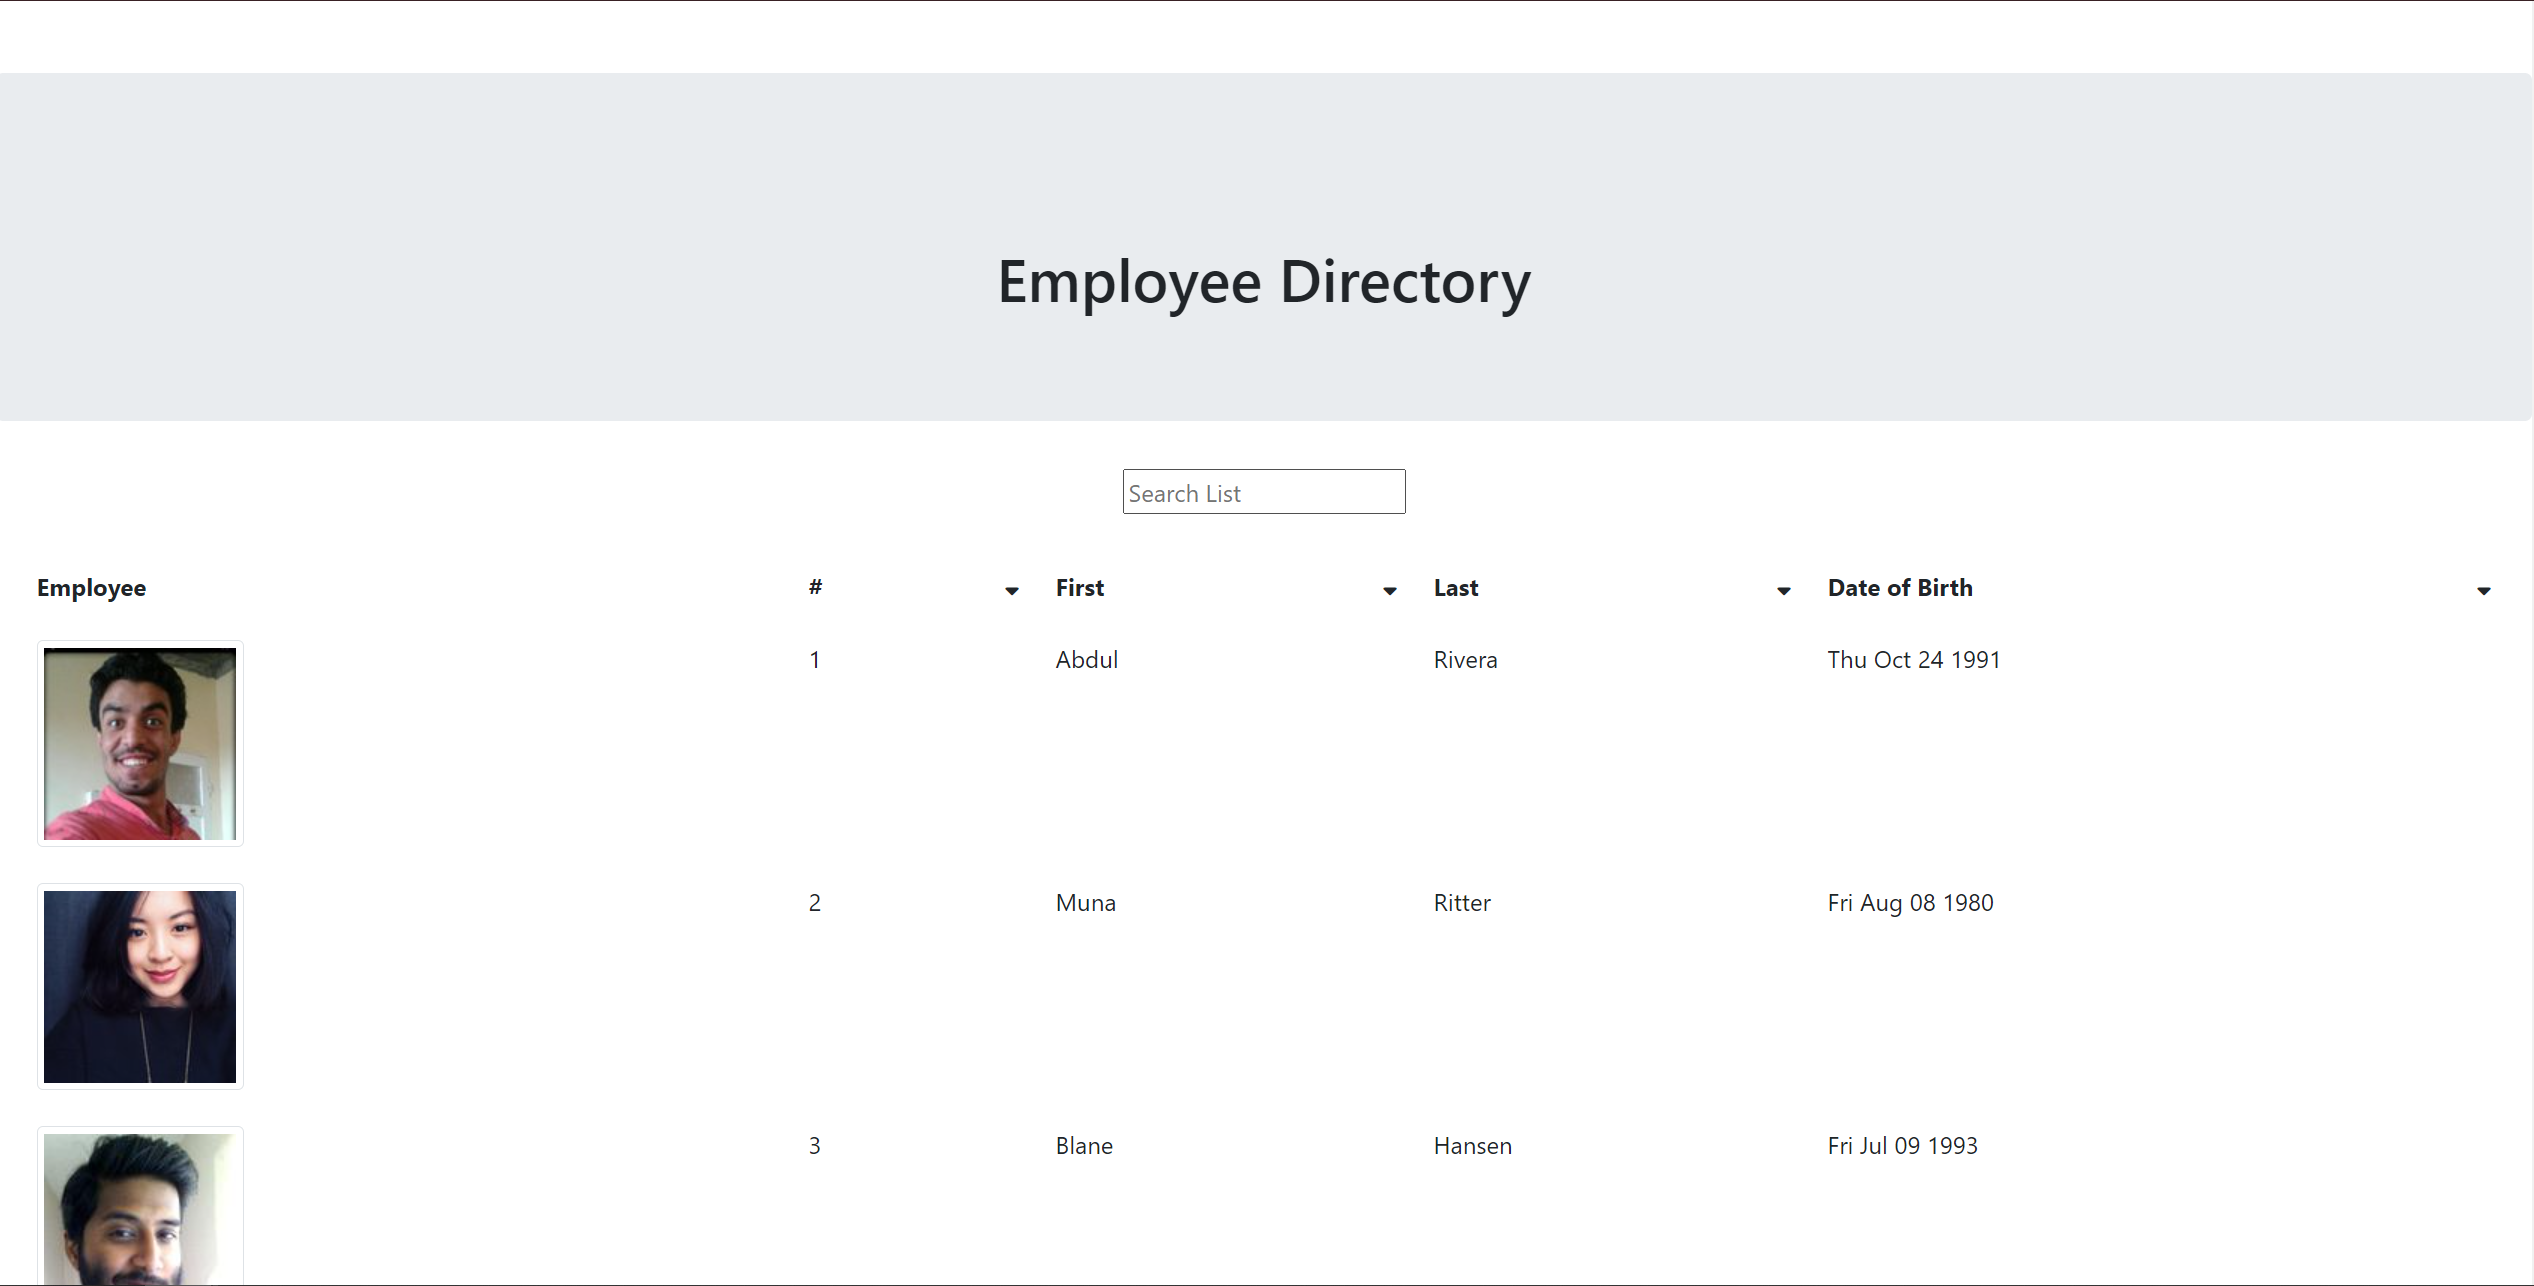 Employee Directory
Search List
Employee # First Last Date of Birth
1 Abdul Rivera Thu Oct 24 1991
2 Muna Ritter Fri Aug 08 1980
3 Blane Hansen Fri Jul 09 1993